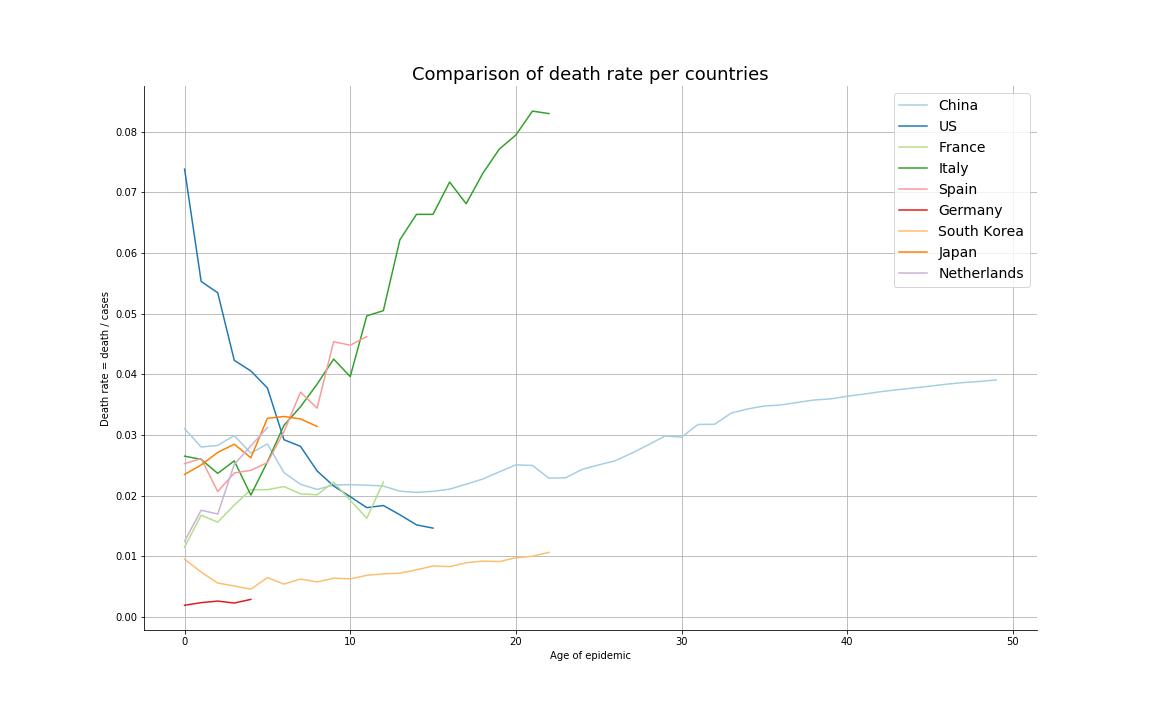 Comparison of death rate per countries
China
US
France
Italy
Spain
Germany
South Korea
Japan
Netherlands
0.08
0.07
0.06
0.05
0.04
0.03
0.02
0.01
0.00
Death rate = death / cases
0 10 20 30 40 50
Age of epidemic